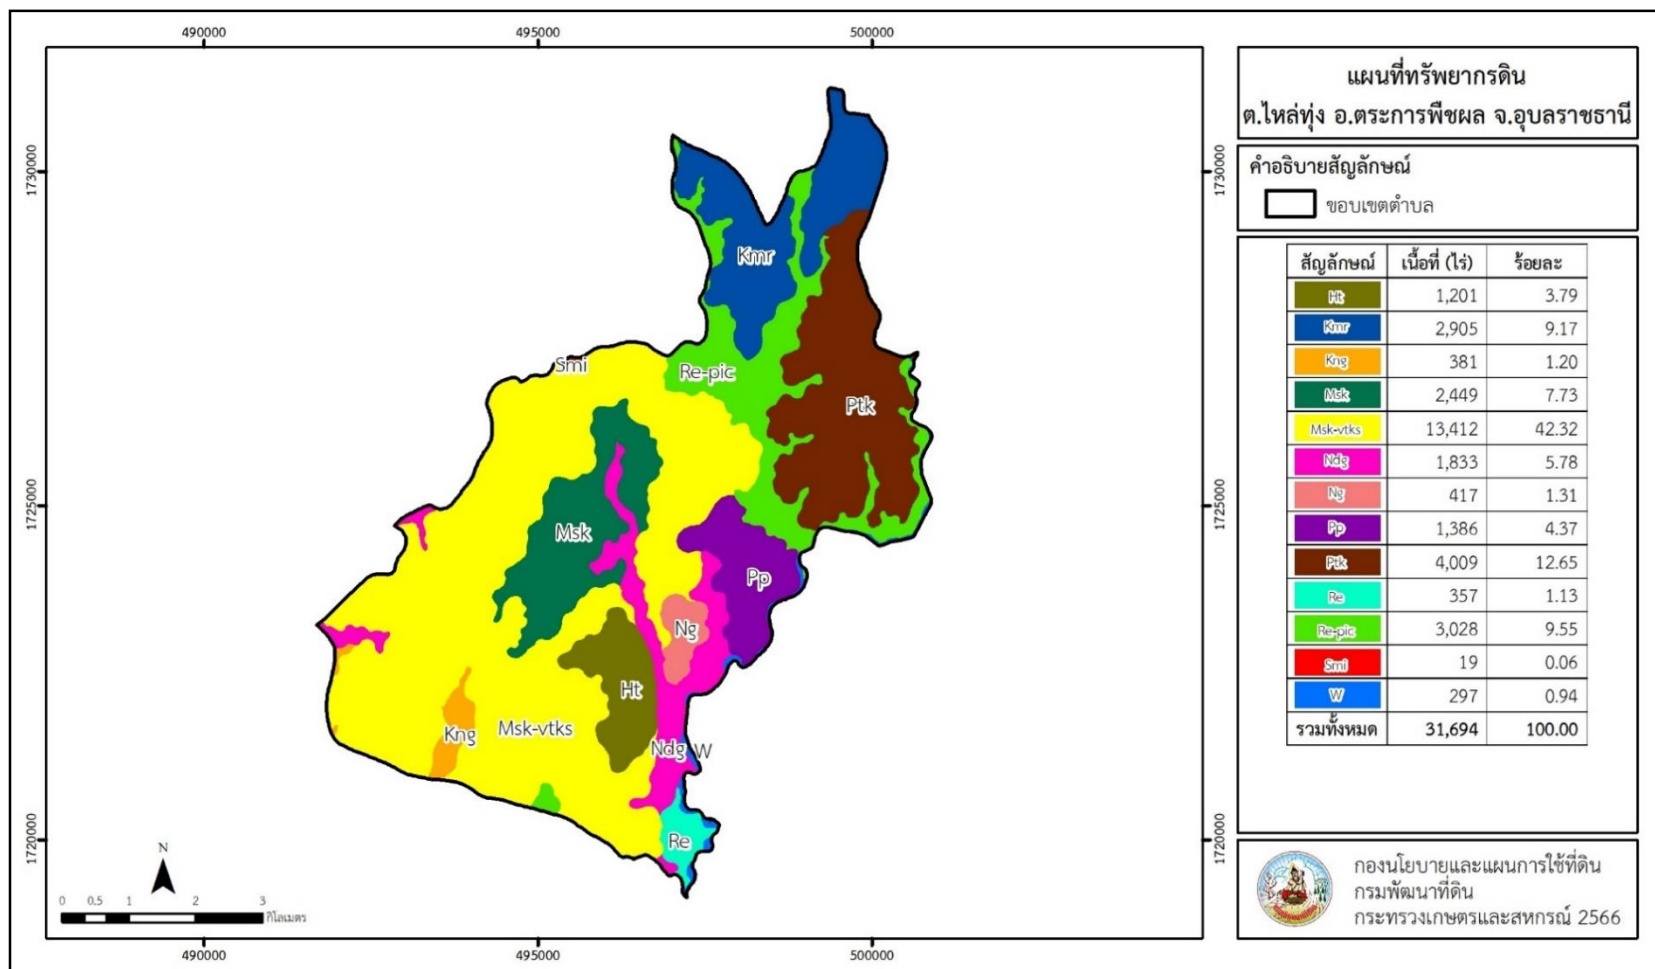 490000
495000
500000
1730000
1730000
1725000
1725000
1720000
1720000
Kmr
Smi
Re-pic
Ptk
Msk
Pp
Ng
Ht
Kng
Msk-vtks
Ndg
W
Re
N
0 0.5 1 2 3
กิโลเมตร
490000
495000
500000
แผนที่ทรัพยากรดิน
ต.ไหล่ทุ่ง อ.ตระการพืชผล จ.อุบลราชธานี
คำอธิบายสัญลักษณ์
ขอบเขตตำบล
สัญลักษณ์ เนื้อที่ (ไร่) ร้อยละ
Ht 1,201 3.79
Kmr 2,905 9.17
Kng 381 1.20
Msk 2,449 7.73
Msk-vtks 13,412 42.32
Ndg 1,833 5.78
Ng 417 1.31
Pp 1,386 4.37
Ptk 4,009 12.65
Re 357 1.13
Re-pic 3,028 9.55
Smi 19 0.06
W 297 0.94
รวมทั้งหมด 31,694 100.00
กองนโยบายและแผนการใช้ที่ดิน
กรมพัฒนาที่ดิน
กระทรวงเกษตรและสหกรณ์ 2566